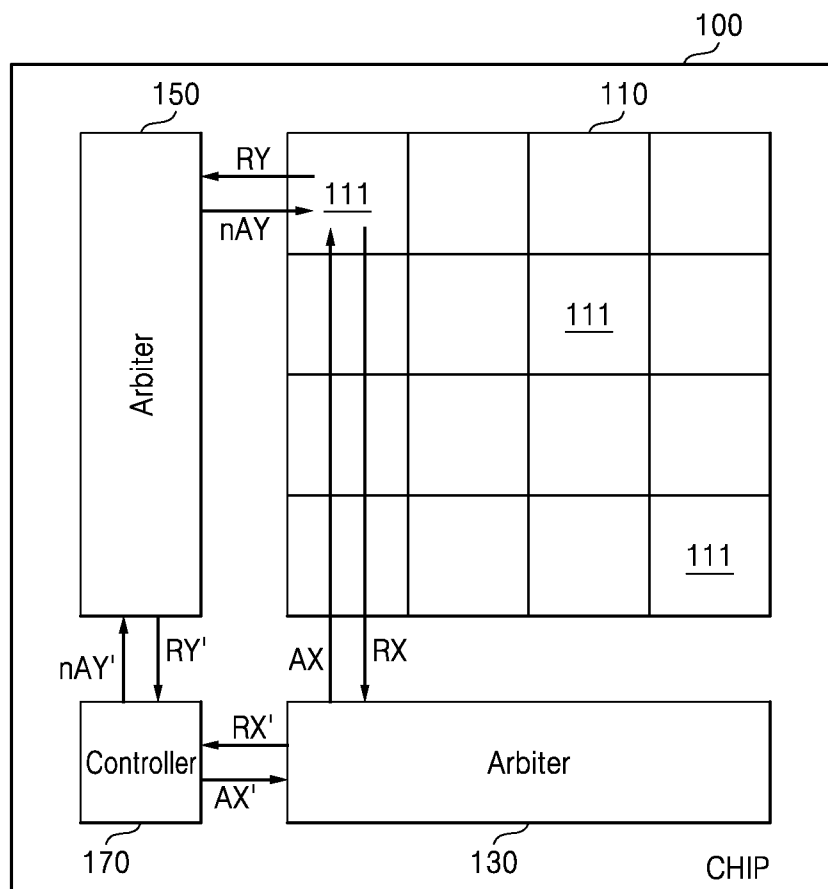 100
150
110
RY
111
nAY
111
Arbiter
111
nAY'
RY'
AX
RX
RX'
Controller
Arbiter
AX'
170
130
CHIP